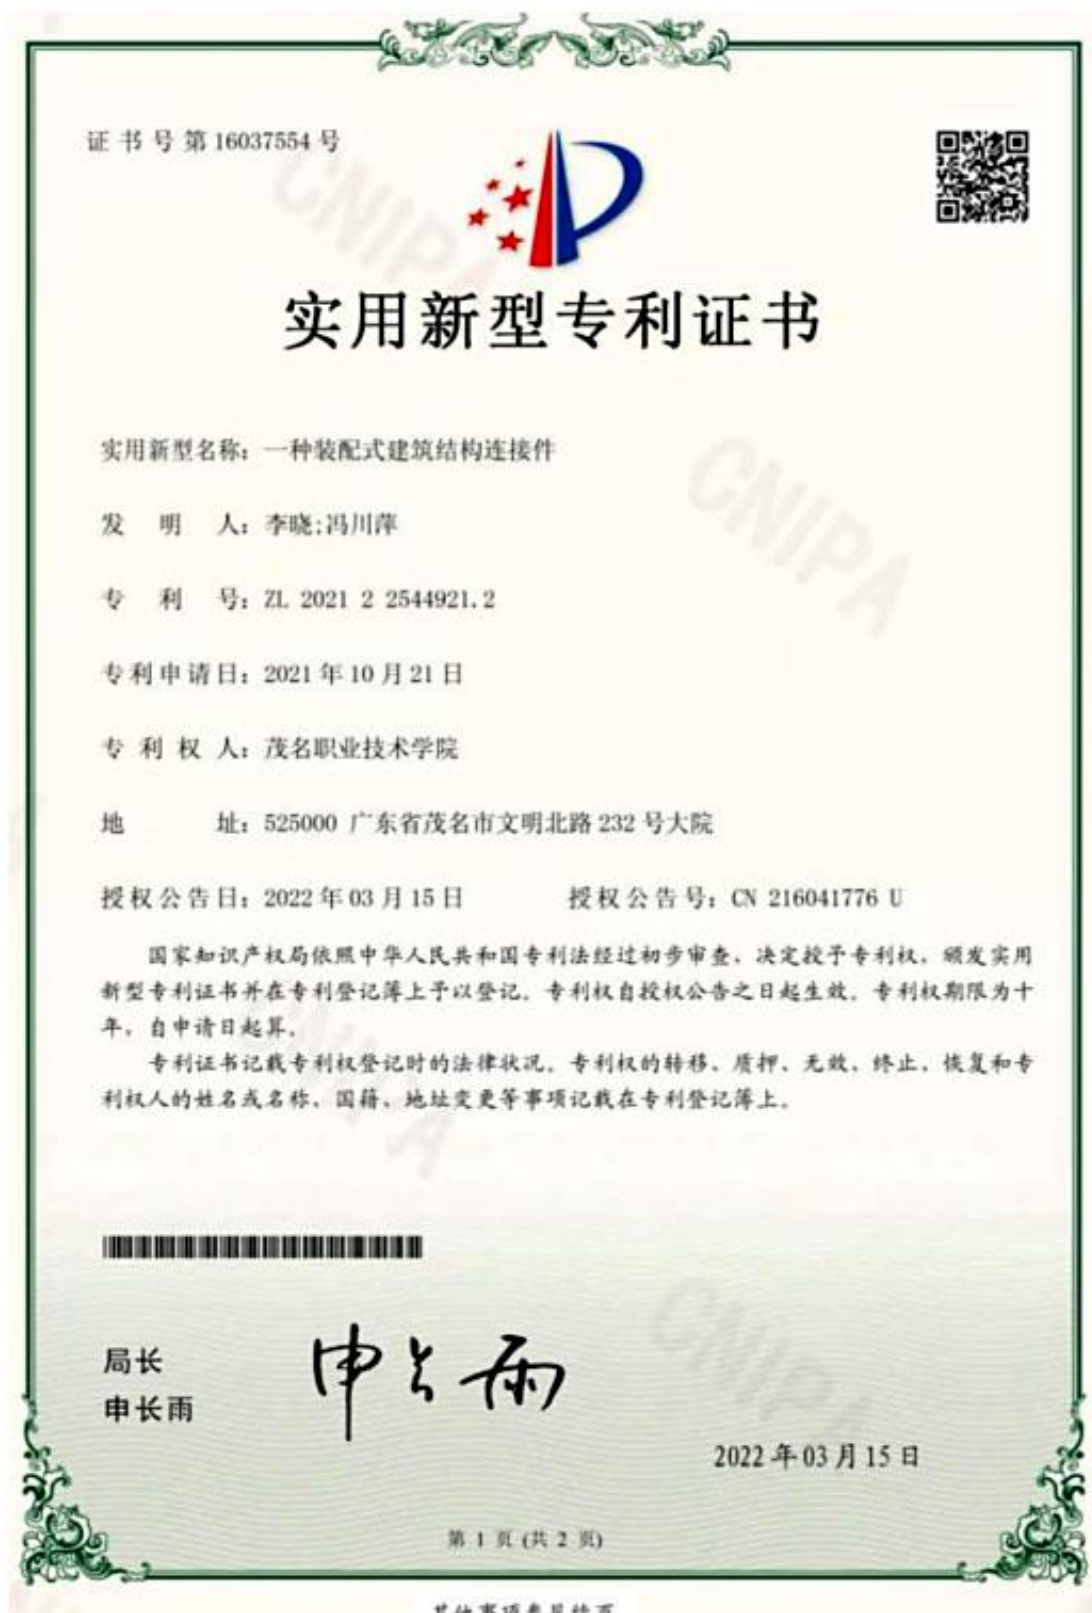 证书号第16037554号
实用新型专利证书
实用新型名称：一种装配式建筑结构连接件
发明人：李晓;冯川萍
专利号：ZL 2021 2 2544921.2
专利申请日：2021年10月21日
专利权人：茂名职业技术学院
地址：525000 广东省茂名市文明北路232号大院
授权公告日：2022年03月15日 授权公告号：CN 216041776 U
国家知识产权局依照中华人民共和国专利法经过初步审查，决定授予专利权，颁发实用
新型专利证书并在专利登记簿上予以登记。专利权自授权公告之日起生效。专利权期限为十
年，自申请日起算。
专利证书记载专利权登记时的法律状况。专利权的转移、质押、无效、终止、恢复和专
利权人的姓名或名称、国籍、地址变更等事项记载在专利登记簿上。
局长
申长雨
申长雨
2022年03月15日
第 1 页 (共 2 页)
其他事项参见续页
CNIPA
CNIPA
CNIPA
CNIPA